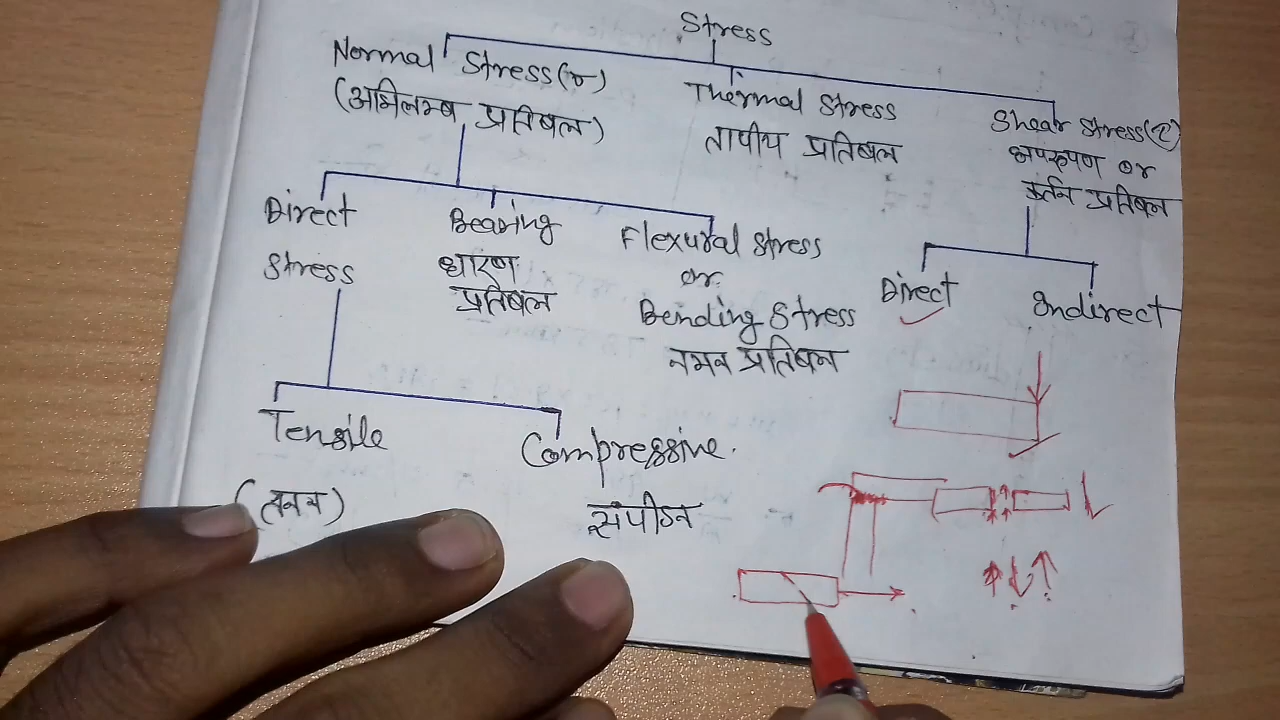 Stress
Normal Stress(σ)
(अभिलम्ब प्रतिबल)
Thermal Stress
तापीय प्रतिबल
Shear Stress(τ)
अपरूपण or
कर्तन प्रतिबल
Direct
Stress
Bearing
धारण
प्रतिबल
Flexural Stress
or
Bending Stress
नमन प्रतिबल
Direct
Indirect
Tensile
(तनन)
Compressive.
संपीडन